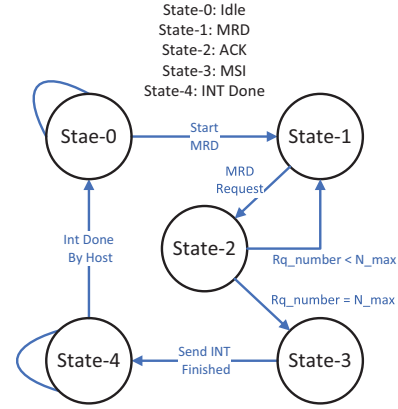 State-0: Idle
State-1: MRD
State-2: ACK
State-3: MSI
State-4: INT Done
Stae-0
Start
MRD
State-1
MRD
Request
State-2
Int Done
By Host
Rq_number < N_max
Rq_number = N_max
State-4
Send INT
Finished
State-3